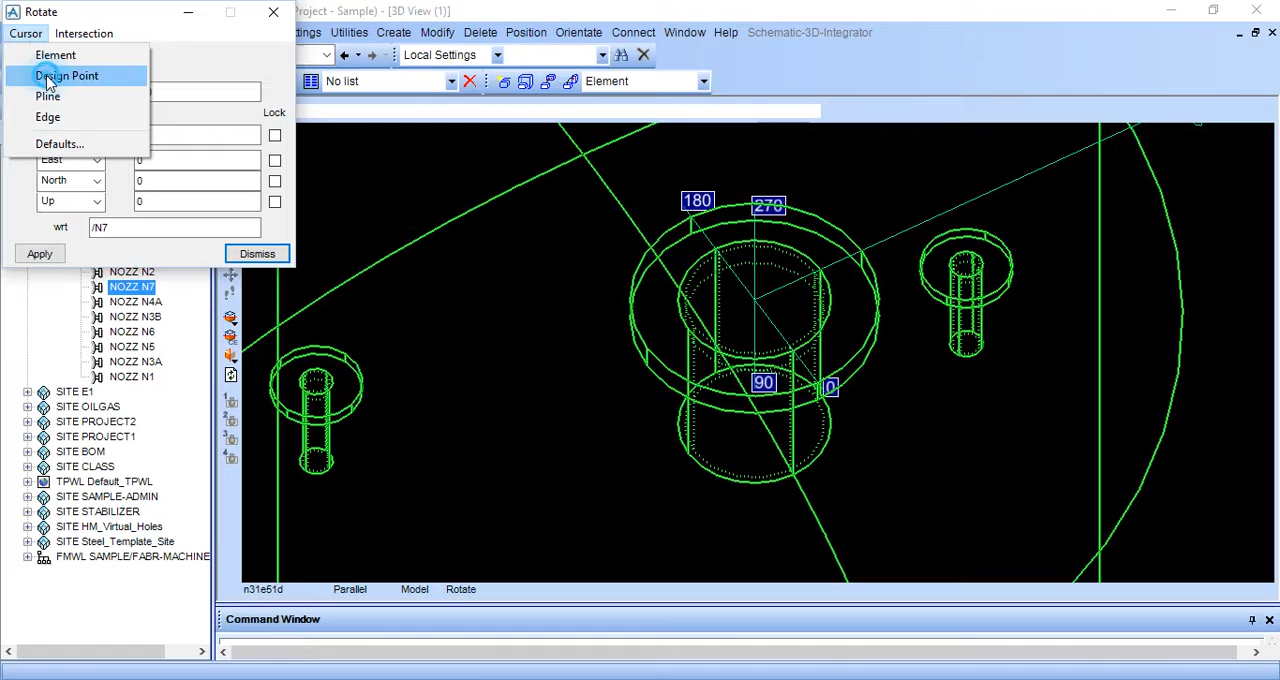 Rotate
Project - Sample) - [3D View (1)]
Cursor Intersection
Utilities Create Modify Delete Position Orientate Connect Window Help Schematic-3D-Integrator
Element
Local Settings
Design Point
No list Element
Pline
Lock
Edge
Defaults...
East 0
North 0
Up 0
wrt /N7
Apply Dismiss
180
270
90
0
NOZZ N2
NOZZ N7
NOZZ N4A
NOZZ N3B
NOZZ N6
NOZZ N5
NOZZ N3A
NOZZ N1
SITE E1
SITE OILGAS
SITE PROJECT2
SITE PROJECT1
SITE BOM
SITE CLASS
TPWL Default_TPWL
SITE SAMPLE-ADMIN
SITE STABILIZER
SITE HM_Virtual_Holes
SITE Steel_Template_Site
FMWL SAMPLE/FABR-MACHINE
1
2
3
4
n31e51d Parallel Model Rotate
Command Window